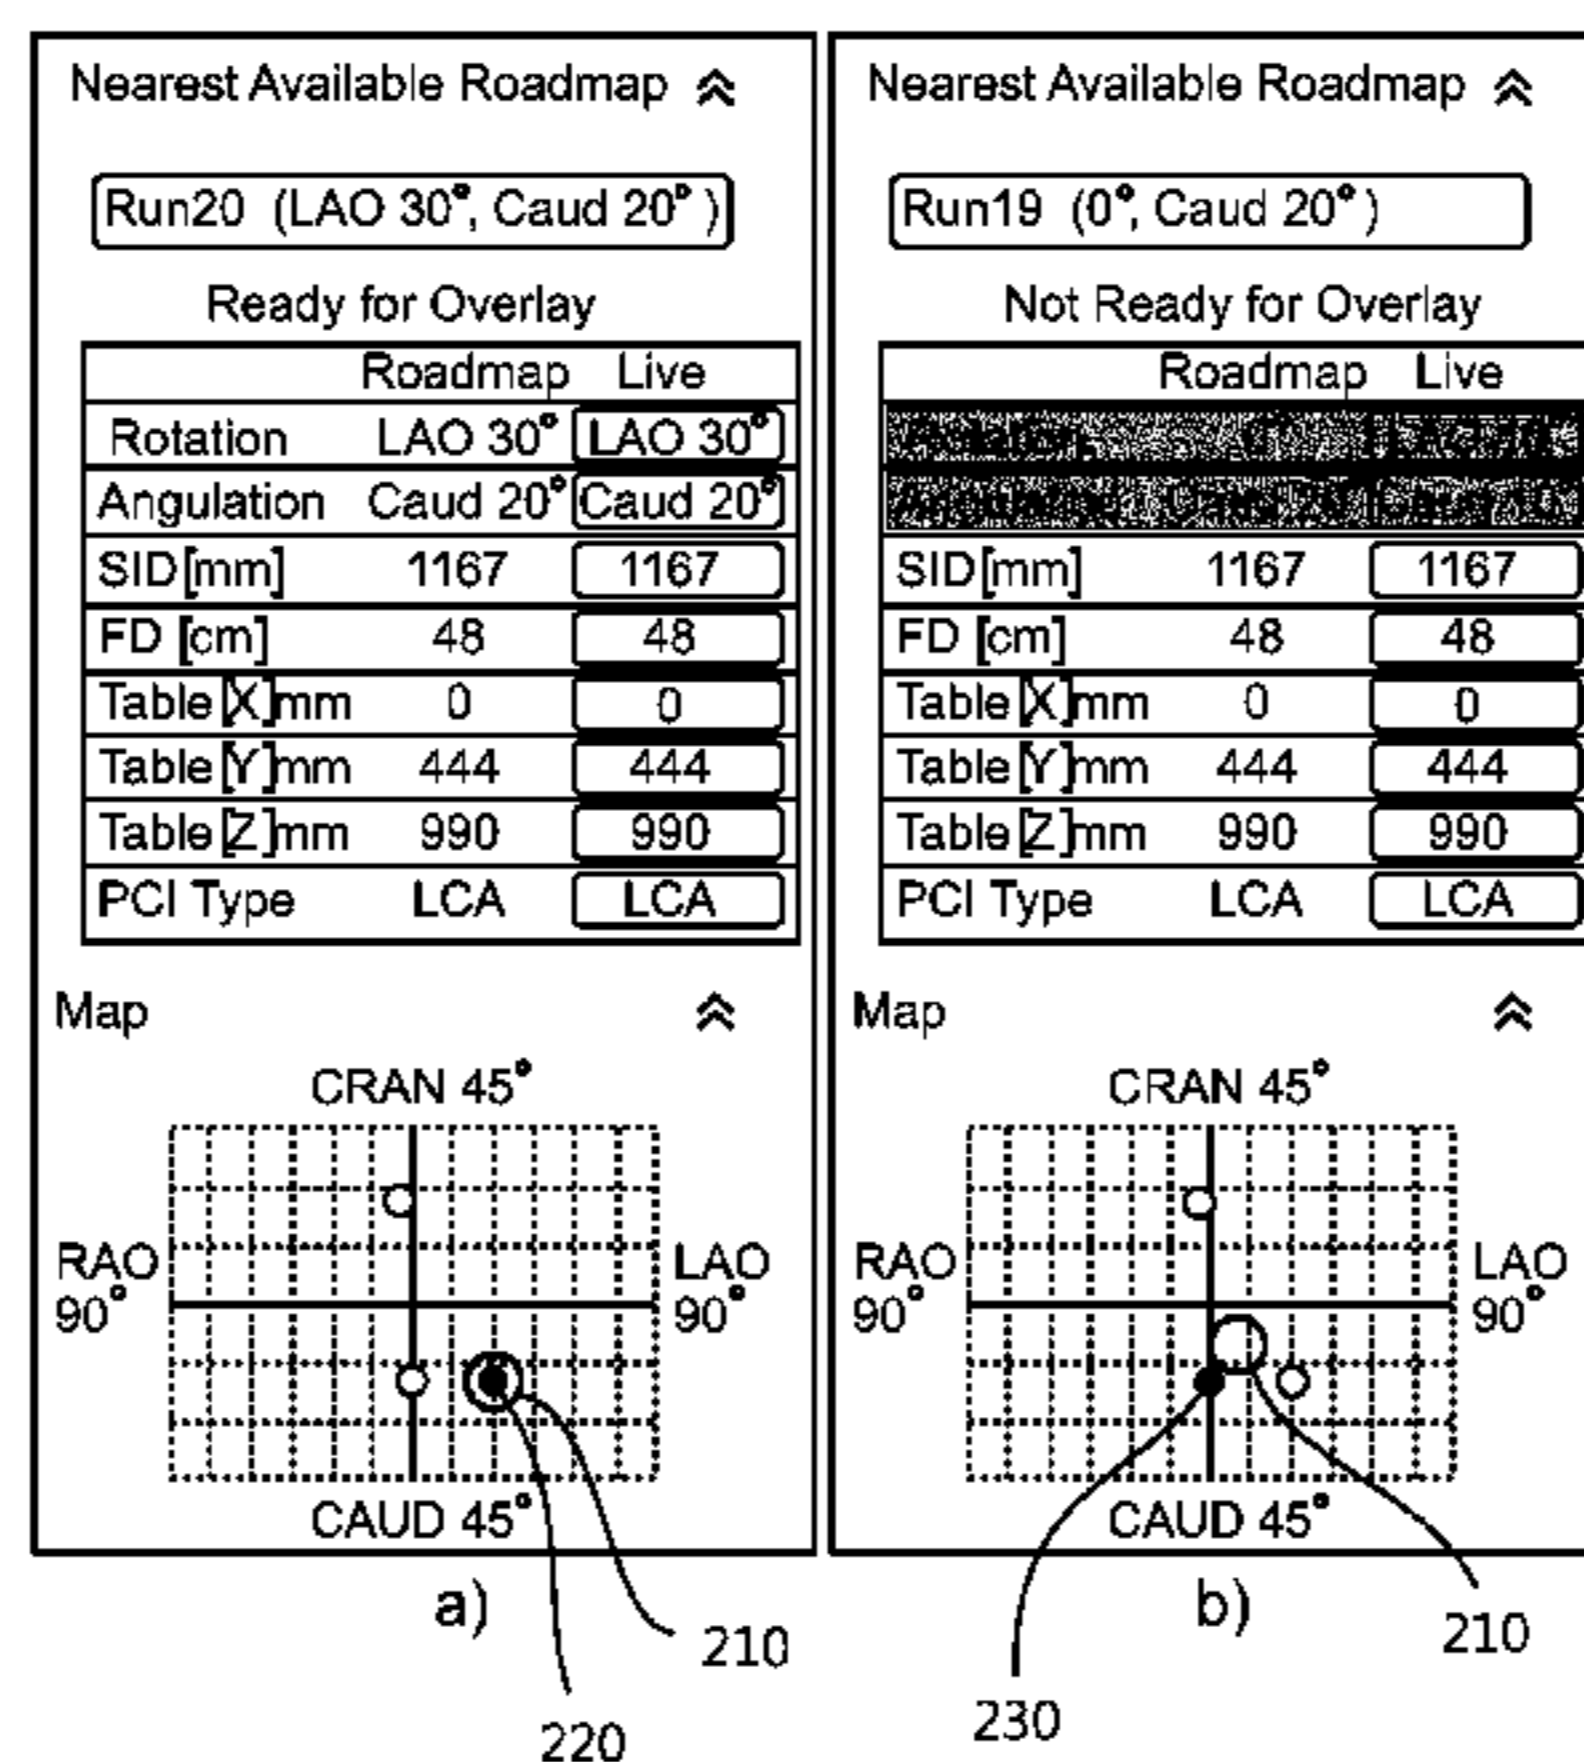 Nearest Available Roadmap
Run20 (LAO 30°, Caud 20°)
Ready for Overlay
Roadmap Live
Rotation LAO 30° LAO 30°
Angulation Caud 20° Caud 20°
SID[mm] 1167 1167
FD [cm] 48 48
Table[X]mm 0 0
Table[Y]mm 444 444
Table[Z]mm 990 990
PCI Type LCA LCA
Map
CRAN 45°
RAO 90°
LAO 90°
CAUD 45°
a)
210
220
Nearest Available Roadmap
Run19 (0°, Caud 20°)
Not Ready for Overlay
Roadmap Live
Rotation 0°
Angulation Caud 20°
SID[mm] 1167 1167
FD [cm] 48 48
Table[X]mm 0 0
Table[Y]mm 444 444
Table[Z]mm 990 990
PCI Type LCA LCA
Map
CRAN 45°
RAO 90°
LAO 90°
CAUD 45°
b)
210
230